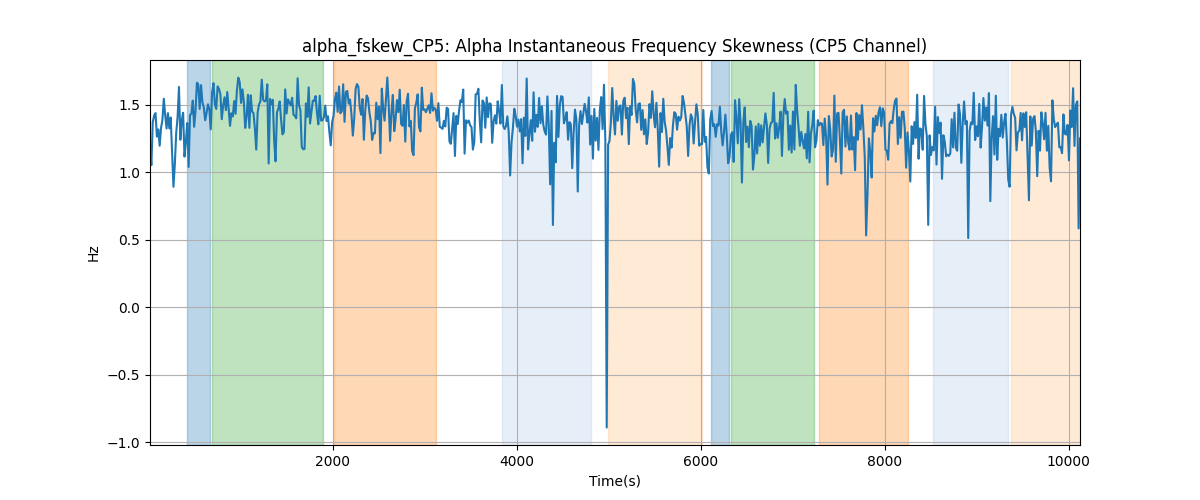 alpha_fskew_CP5: Alpha Instantaneous Frequency Skewness (CP5 Channel)
1.5
1.0
0.5
0.0
−0.5
−1.0
Hz
2000 4000 6000 8000 10000
Time(s)